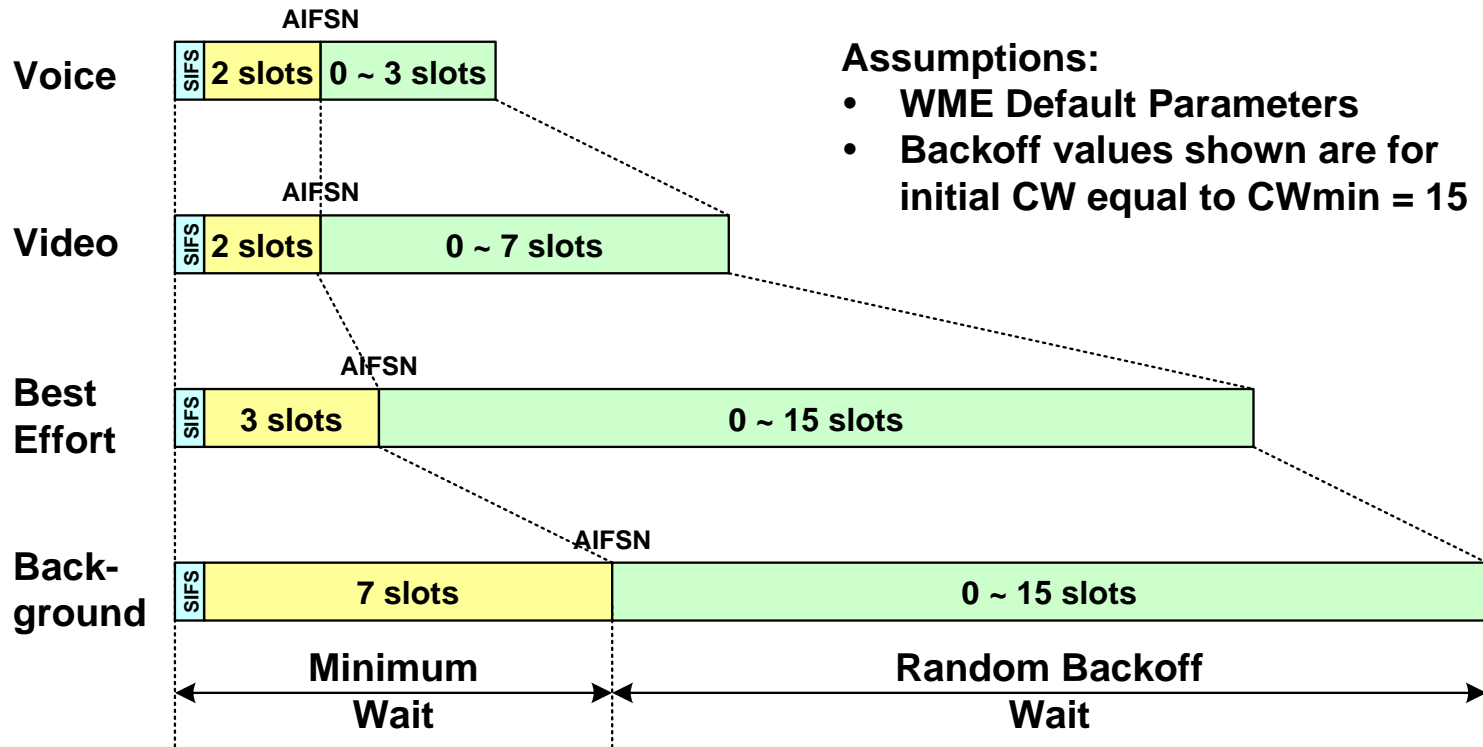 AIFSN
Voice
SIFS
2 slots
0 ~ 3 slots
Assumptions:
• WME Default Parameters
• Backoff values shown are for
initial CW equal to CWmin = 15
AIFSN
Video
SIFS
2 slots
0 ~ 7 slots
AIFSN
Best
Effort
SIFS
3 slots
0 ~ 15 slots
AIFSN
Back-
ground
SIFS
7 slots
0 ~ 15 slots
Minimum
Wait
Random Backoff
Wait